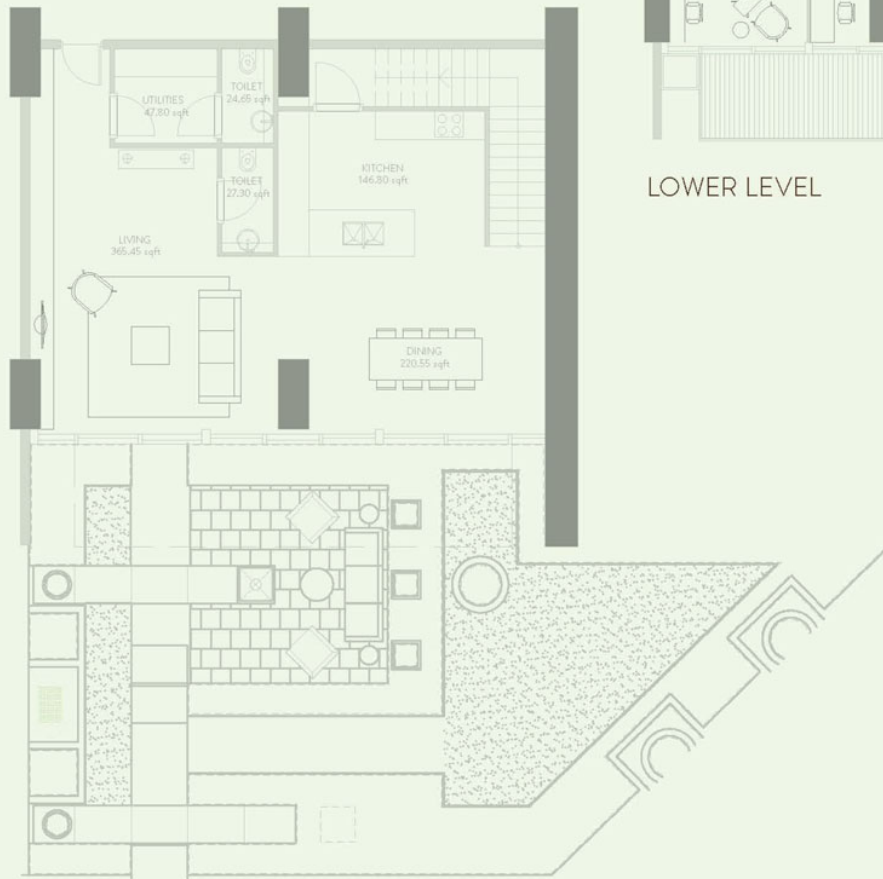 TOILET
24.65 sqft
UTILITIES
47.80 sqft
KITCHEN
146.80 sqft
TOILET
27.30 sqft
LOWER LEVEL
LIVING
365.45 sqft
DINING
220.55 sqft